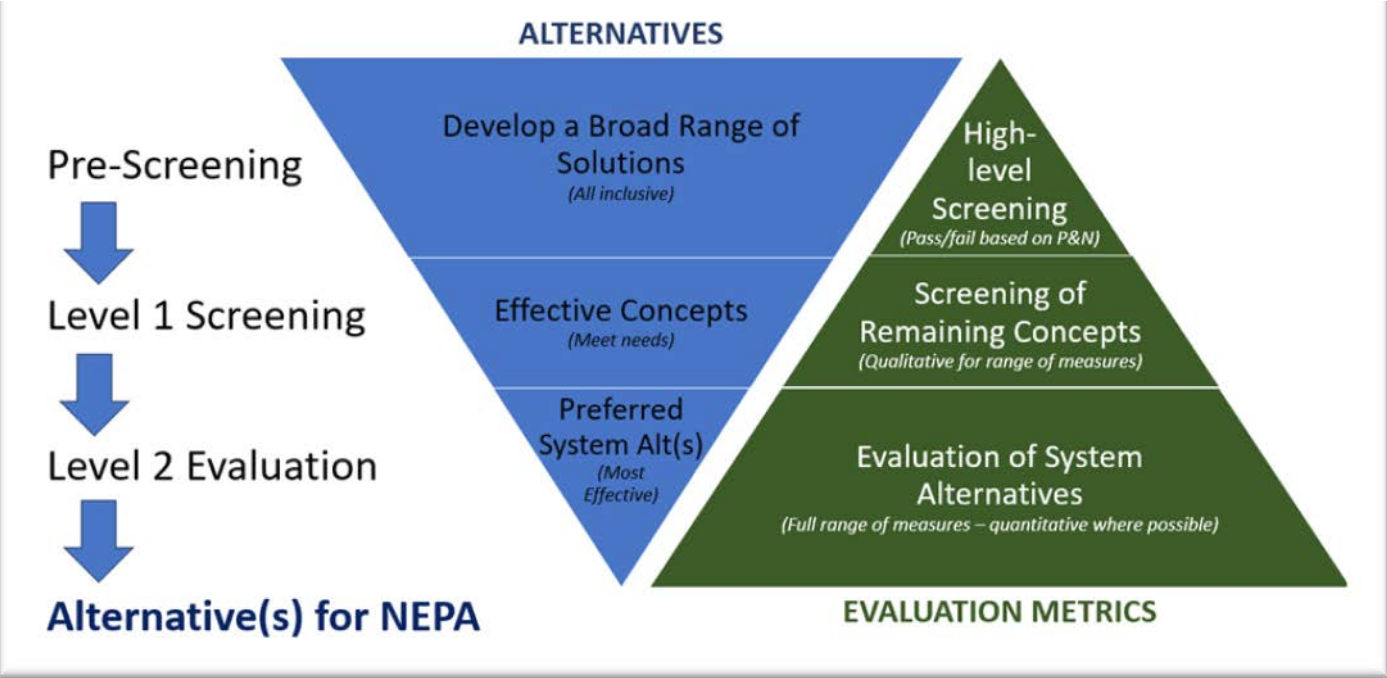 ALTERNATIVES
Pre-Screening
Level 1 Screening
Level 2 Evaluation
Alternative(s) for NEPA
Develop a Broad Range of
Solutions
(All inclusive)
Effective Concepts
(Meet needs)
Preferred
System Alt(s)
(Most
Effective)
High-
level
Screening
(Pass/fail based on P&N)
Screening of
Remaining Concepts
(Qualitative for range of measures)
Evaluation of System
Alternatives
(Full range of measures – quantitative where possible)
EVALUATION METRICS